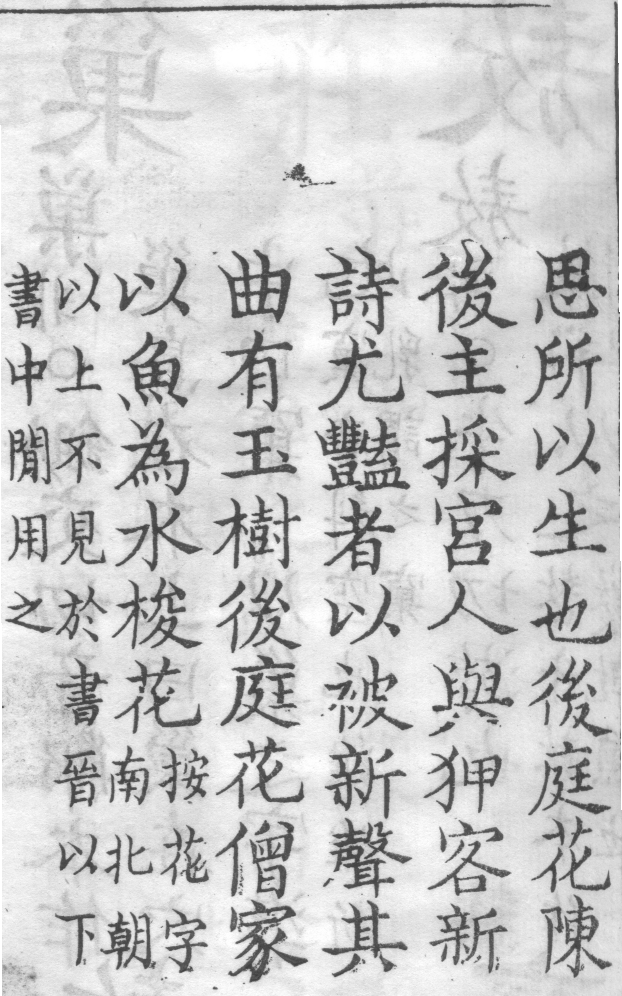 思所以生也後庭花陳
後主採宮人與狎客新
詩尤豔者以被新聲其
曲有玉樹後庭花僧家
以魚為水梭花按花字
南北朝
以上不見於書晉以下
書中閒用之